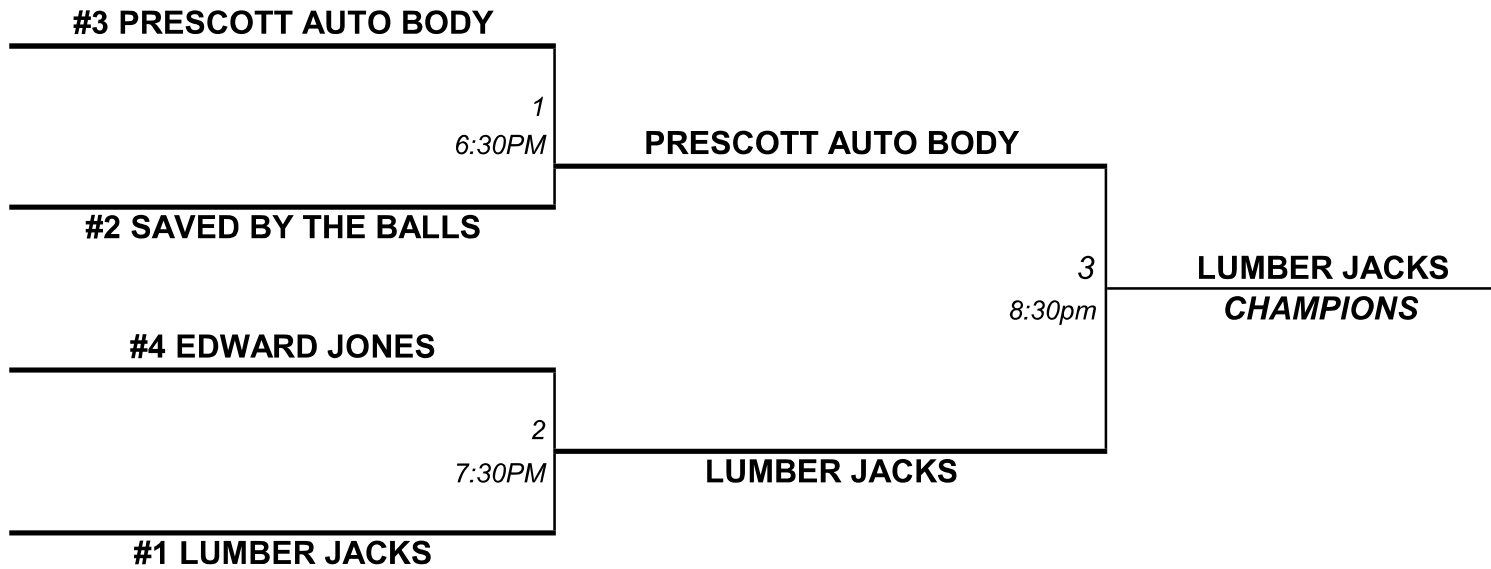 #3 PRESCOTT AUTO BODY
1
6:30PM
PRESCOTT AUTO BODY
#2 SAVED BY THE BALLS
3
8:30pm
LUMBER JACKS
CHAMPIONS
#4 EDWARD JONES
2
7:30PM
LUMBER JACKS
#1 LUMBER JACKS